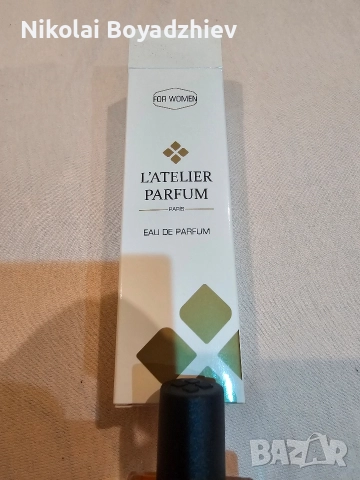 Nikolai Boyadzhiev
FOR WOMEN
L'ATELIER
PARFUM
PARIS
EAU DE PARFUM
BAZAR